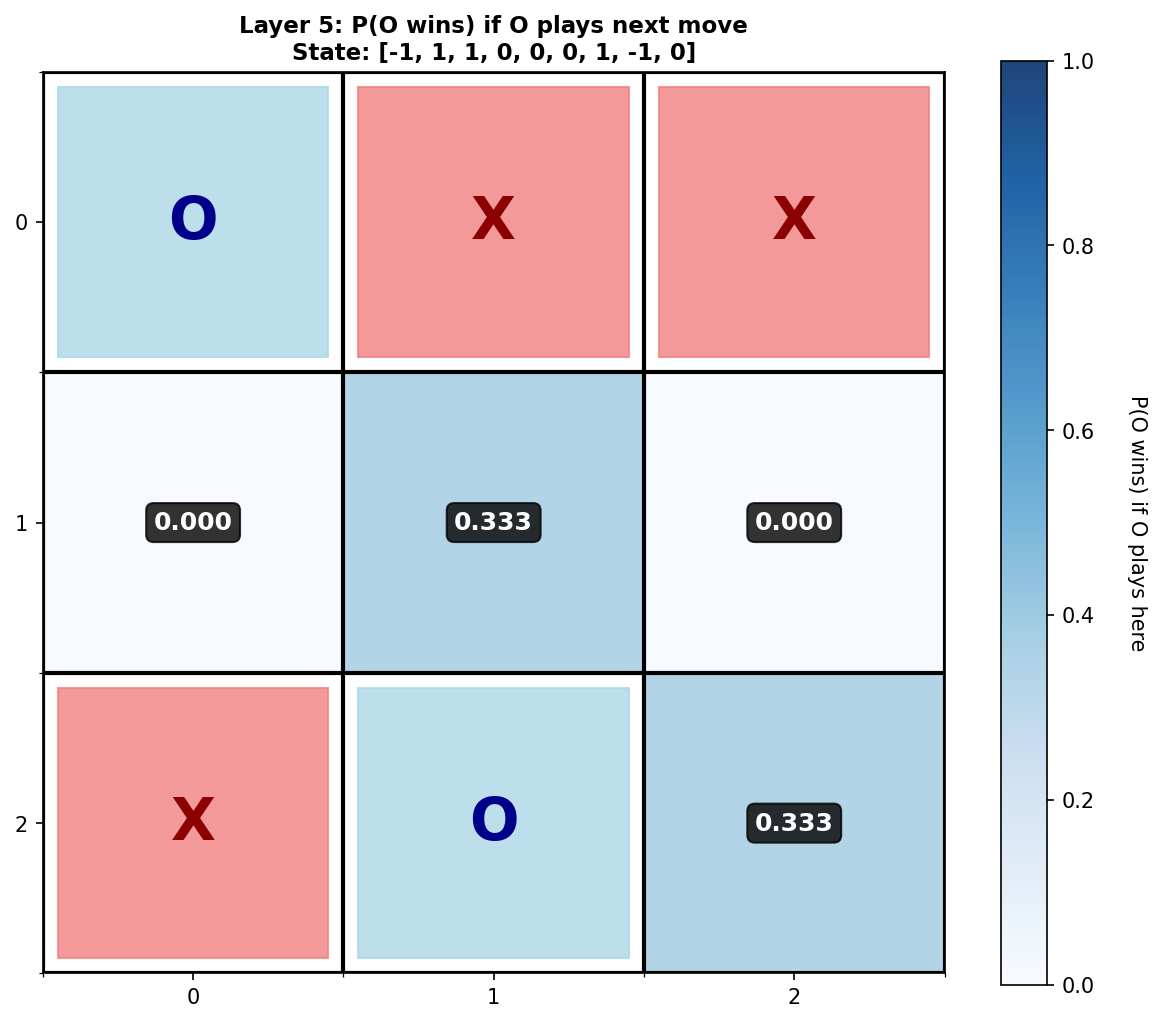 Layer 5: P(O wins) if O plays next move
State: [-1, 1, 1, 0, 0, 0, 1, -1, 0]
0
O
X
X
1
0.000
0.333
0.000
2
X
O
0.333
0
1
2
1.0
0.8
0.6
0.4
0.2
0.0
P(O wins) if O plays here